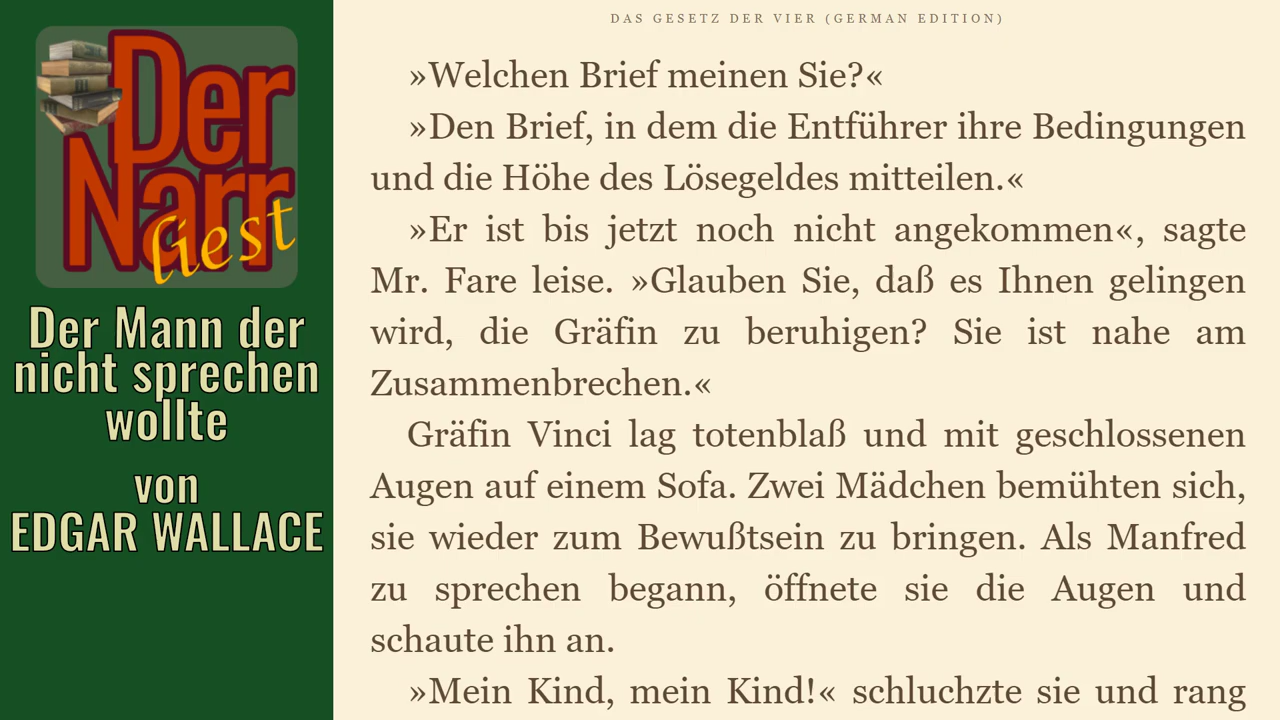 Der
Narr
liest
Der Mann der
nicht sprechen
wollte
von
EDGAR WALLACE
DAS GESETZ DER VIER (GERMAN EDITION)
»Welchen Brief meinen Sie?«
»Den Brief, in dem die Entführer ihre Bedingungen
und die Höhe des Lösegeldes mitteilen.«
»Er ist bis jetzt noch nicht angekommen«, sagte
Mr. Fare leise. »Glauben Sie, daß es Ihnen gelingen
wird, die Gräfin zu beruhigen? Sie ist nahe am
Zusammenbrechen.«
Gräfin Vinci lag totenblaß und mit geschlossenen
Augen auf einem Sofa. Zwei Mädchen bemühten sich,
sie wieder zum Bewußtsein zu bringen. Als Manfred
zu sprechen begann, öffnete sie die Augen und
schaute ihn an.
»Mein Kind, mein Kind!« schluchzte sie und rang